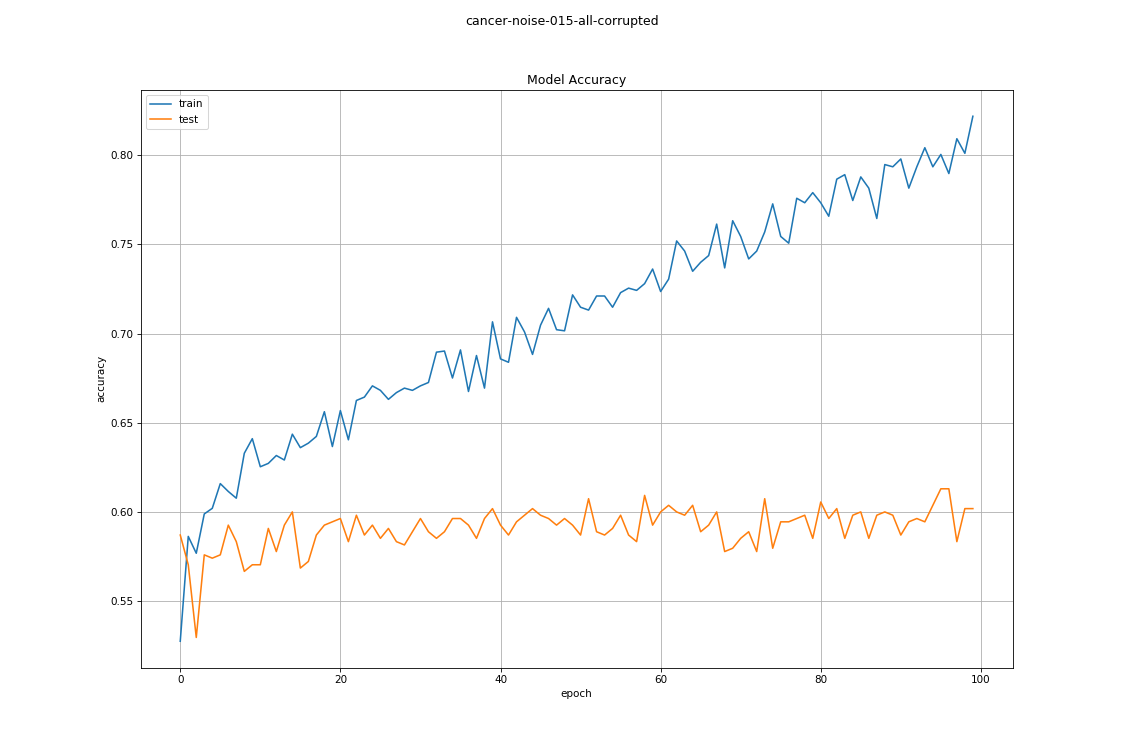 cancer-noise-015-all-corrupted
Model Accuracy
train
test
0.80
0.75
0.70
0.65
0.60
0.55
accuracy
0 20 40 60 80 100
epoch